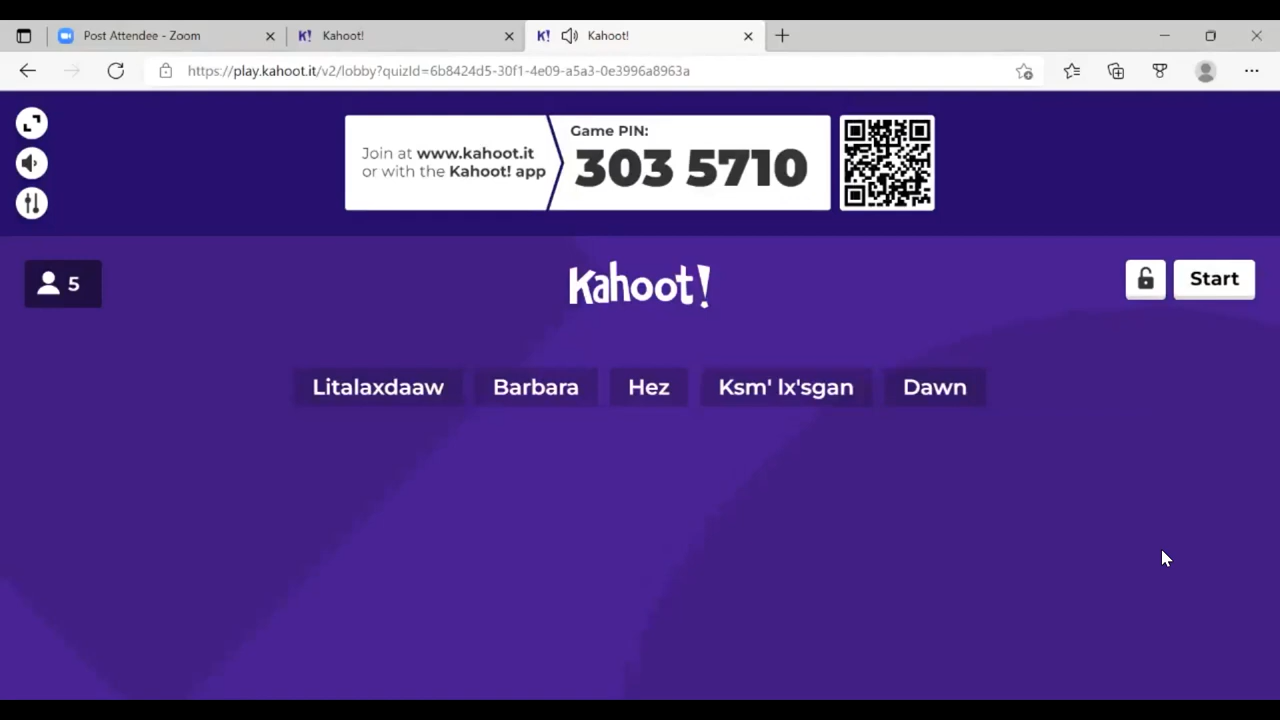 Post Attendee - Zoom
K! Kahoot!
K! Kahoot!
https://play.kahoot.it/v2/lobby?quizId=6b8424d5-30f1-4e09-a5a3-0e3996a8963a
Join at www.kahoot.it
or with the Kahoot! app
Game PIN:
303 5710
5
Kahoot!
Start
Litalaxdaaw Barbara Hez Ksm' lx'sgan Dawn